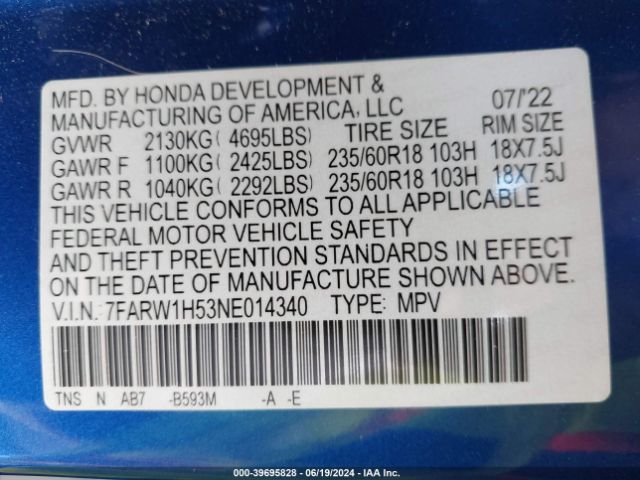 MFD. BY HONDA DEVELOPMENT &
MANUFACTURING OF AMERICA, LLC 07/'22
GVWR 2130KG( 4695LBS) TIRE SIZE RIM SIZE
GAWR F 1100KG( 2425LBS) 235/60R18 103H 18X7.5J
GAWR R 1040KG( 2292LBS) 235/60R18 103H 18X7.5J
THIS VEHICLE CONFORMS TO ALL APPLICABLE
FEDERAL MOTOR VEHICLE SAFETY
AND THEFT PREVENTION STANDARDS IN EFFECT
ON THE DATE OF MANUFACTURE SHOWN ABOVE.
V.I.N. 7FARW1H53NE014340 TYPE: MPV
TNS N AB7 -B593M -A -E
000-39695828 - 06/19/2024 - IAA Inc.